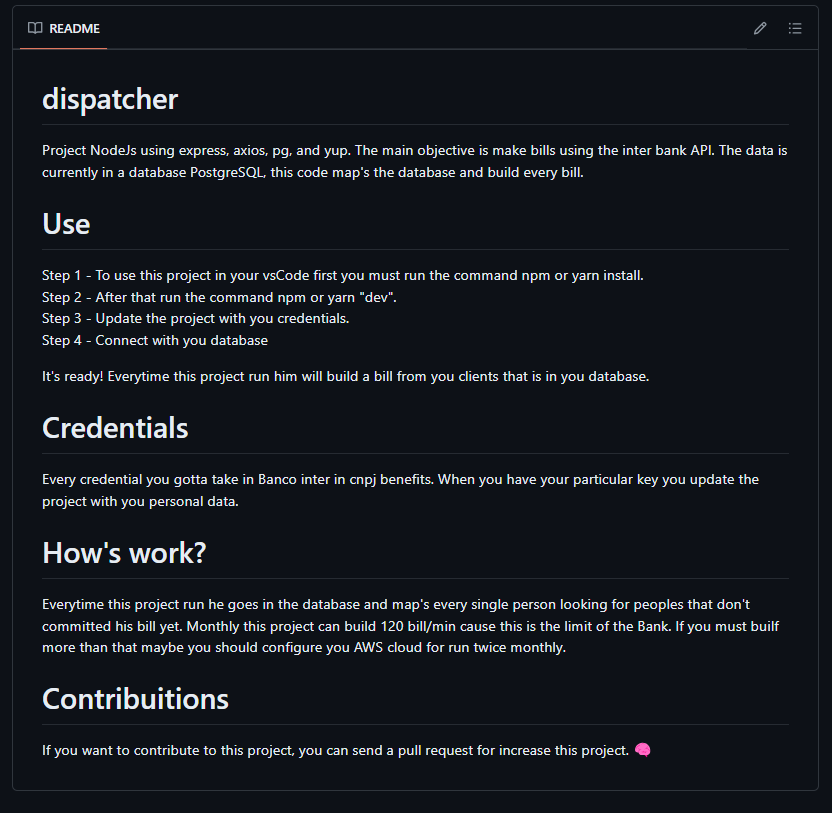 README
dispatcher
Project NodeJs using express, axios, pg, and yup. The main objective is make bills using the inter bank API. The data is
currently in a database PostgreSQL, this code map's the database and build every bill.
Use
Step 1 - To use this project in your vsCode first you must run the command npm or yarn install.
Step 2 - After that run the command npm or yarn "dev".
Step 3 - Update the project with you credentials.
Step 4 - Connect with you database
It's ready! Everytime this project run him will build a bill from you clients that is in you database.
Credentials
Every credential you gotta take in Banco inter in cnpj benefits. When you have your particular key you update the
project with you personal data.
How's work?
Everytime this project run he goes in the database and map's every single person looking for peoples that don't
committed his bill yet. Monthly this project can build 120 bill/min cause this is the limit of the Bank. If you must builf
more than that maybe you should configure you AWS cloud for run twice monthly.
Contribuitions
If you want to contribute to this project, you can send a pull request for increase this project. 🧠